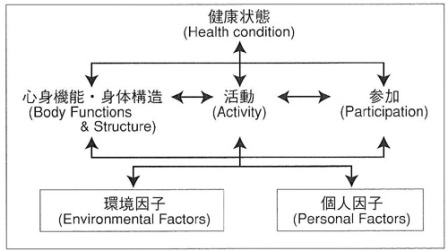 健康状態
(Health condition)
心身機能・身体構造
(Body Functions
& Structure)
活動
(Activity)
参加
(Participation)
環境因子
(Environmental Factors)
個人因子
(Personal Factors)